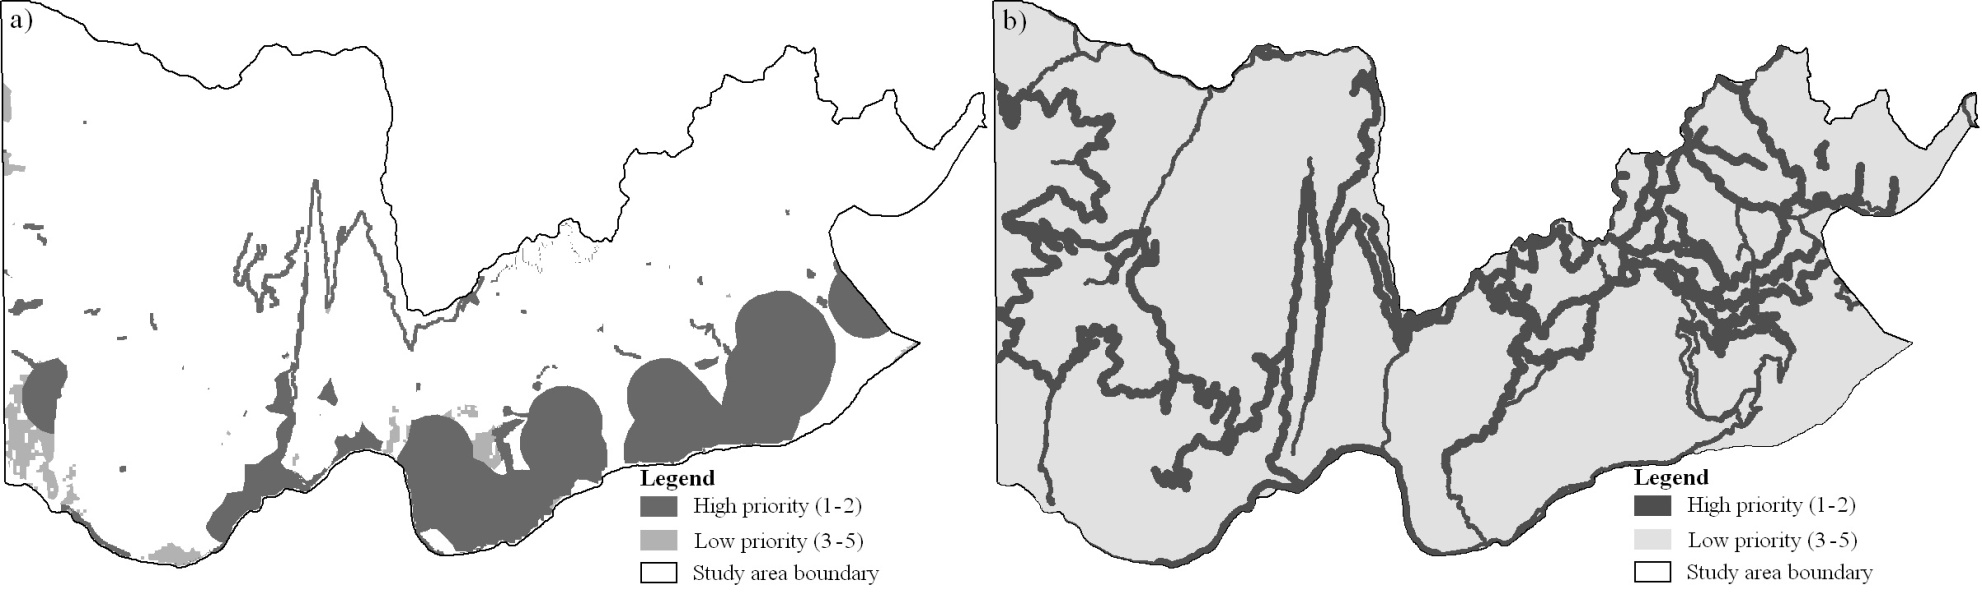 a)
Legend
High priority (1-2)
Low priority (3-5)
Study area boundary
b)
Legend
High priority (1-2)
Low priority (3-5)
Study area boundary